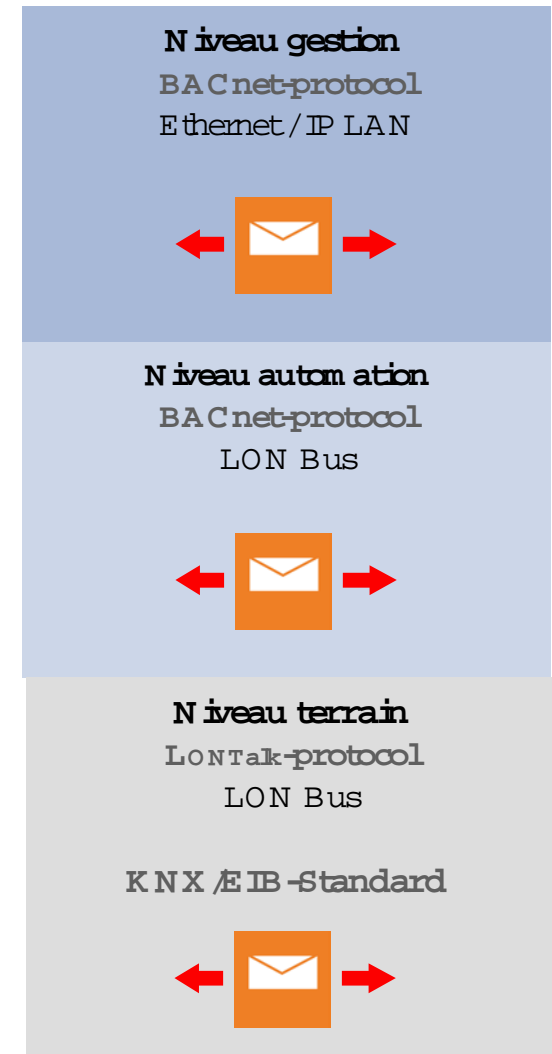 Niveau gestion
BACnet-protocol
Ethernet/IP LAN
Niveau automation
BACnet-protocol
LON Bus
Niveau terrain
LONTalk-protocol
LON Bus
KNX/EIB-Standard